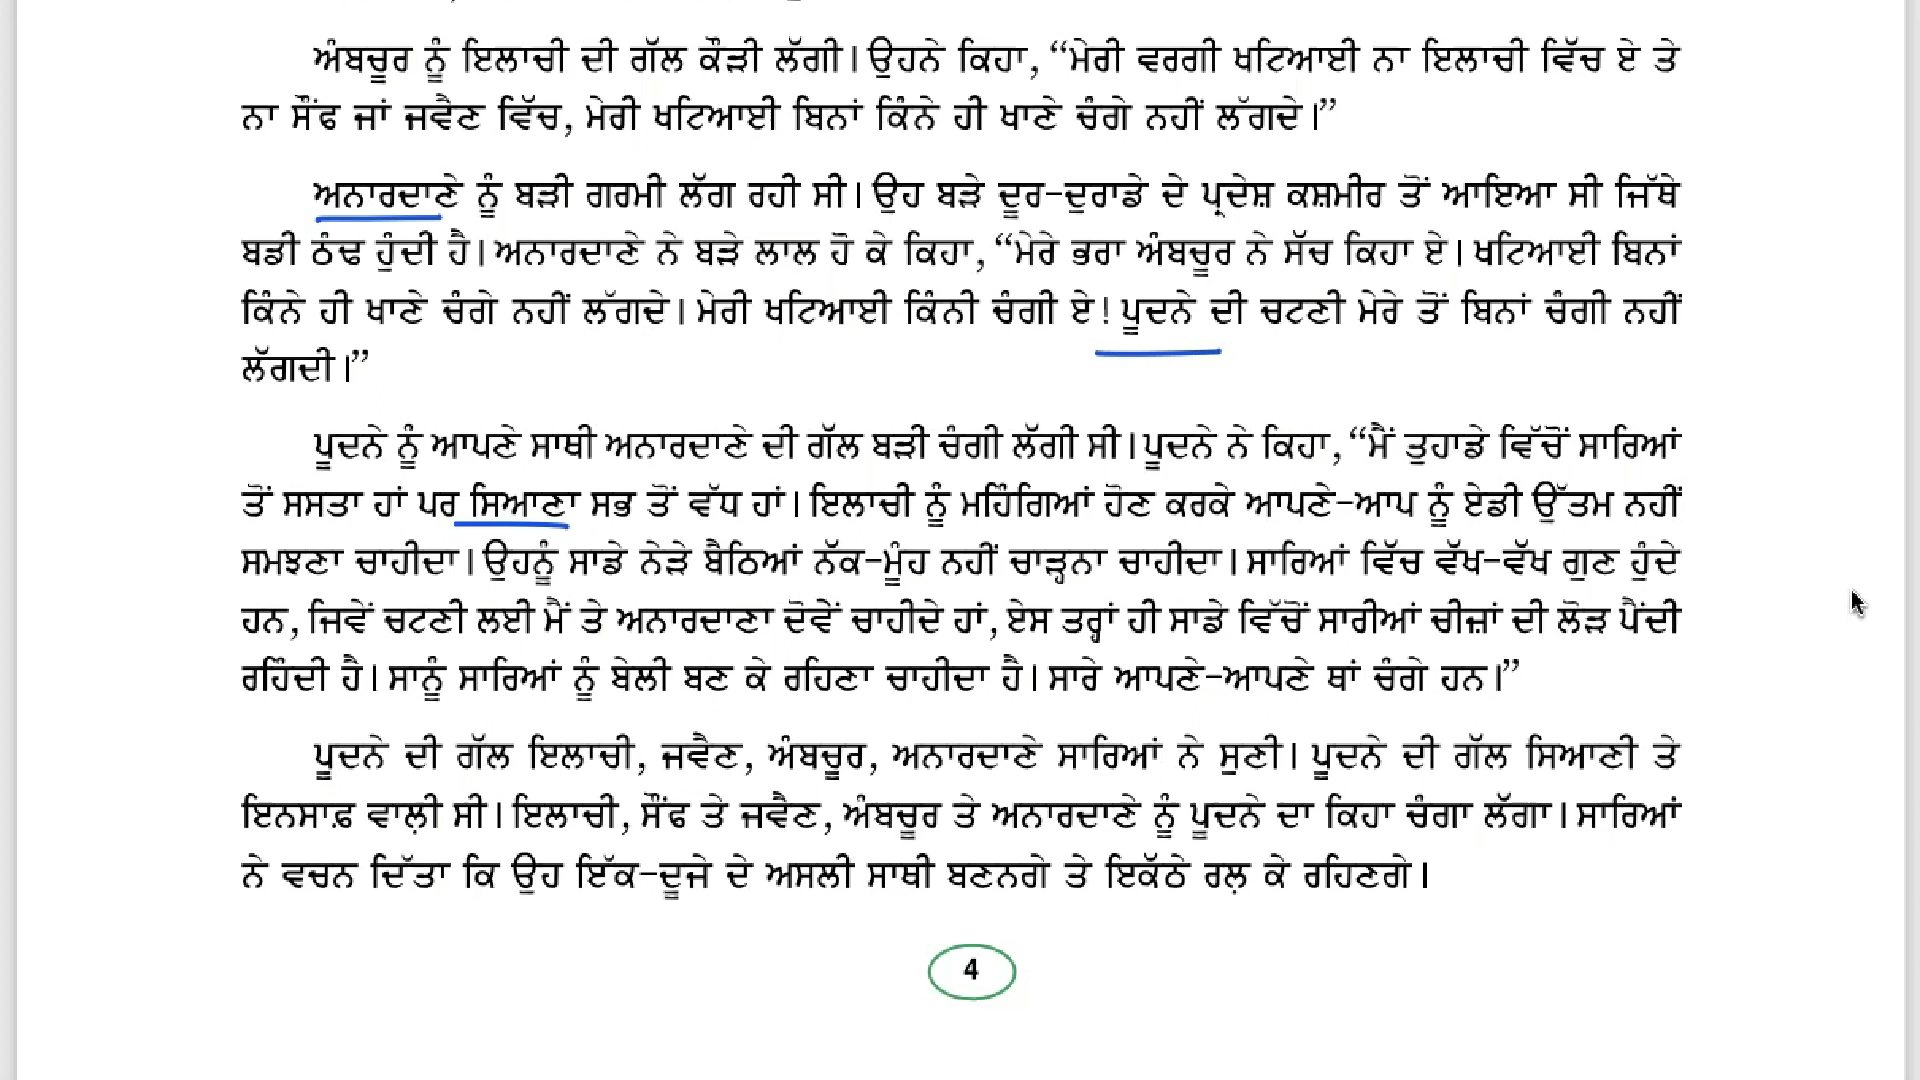 ਅੰਬਚੂਰ ਨੂੰ ਇਲਾਚੀ ਦੀ ਗੱਲ ਕੌੜੀ ਲੱਗੀ। ਉਹਨੇ ਕਿਹਾ, “ਮੇਰੀ ਵਰਗੀ ਖਟਿਆਈ ਨਾ ਇਲਾਚੀ ਵਿੱਚ ਏ ਤੇ
ਨਾ ਸੌਂਫ ਜਾਂ ਜਵੈਣ ਵਿੱਚ, ਮੇਰੀ ਖਟਿਆਈ ਬਿਨਾਂ ਕਿੰਨੇ ਹੀ ਖਾਣੇ ਚੰਗੇ ਨਹੀਂ ਲੱਗਦੇ।”
ਅਨਾਰਦਾਣੇ ਨੂੰ ਬੜੀ ਗਰਮੀ ਲੱਗ ਰਹੀ ਸੀ। ਉਹ ਬੜੇ ਦੂਰ-ਦੁਰਾਡੇ ਦੇ ਪ੍ਰਦੇਸ਼ ਕਸ਼ਮੀਰ ਤੋਂ ਆਇਆ ਸੀ ਜਿੱਥੇ
ਬਡੀ ਠੰਢ ਹੁੰਦੀ ਹੈ। ਅਨਾਰਦਾਣੇ ਨੇ ਬੜੇ ਲਾਲ ਹੋ ਕੇ ਕਿਹਾ, “ਮੇਰੇ ਭਰਾ ਅੰਬਚੂਰ ਨੇ ਸੱਚ ਕਿਹਾ ਏ। ਖਟਿਆਈ ਬਿਨਾਂ
ਕਿੰਨੇ ਹੀ ਖਾਣੇ ਚੰਗੇ ਨਹੀਂ ਲੱਗਦੇ। ਮੇਰੀ ਖਟਿਆਈ ਕਿੰਨੀ ਚੰਗੀ ਏ! ਪੂਦਨੇ ਦੀ ਚਟਣੀ ਮੇਰੇ ਤੋਂ ਬਿਨਾਂ ਚੰਗੀ ਨਹੀਂ
ਲੱਗਦੀ।”
ਪੂਦਨੇ ਨੂੰ ਆਪਣੇ ਸਾਥੀ ਅਨਾਰਦਾਣੇ ਦੀ ਗੱਲ ਬੜੀ ਚੰਗੀ ਲੱਗੀ ਸੀ। ਪੂਦਨੇ ਨੇ ਕਿਹਾ, “ਮੈਂ ਤੁਹਾਡੇ ਵਿੱਚੋਂ ਸਾਰਿਆਂ
ਤੋਂ ਸਸਤਾ ਹਾਂ ਪਰ ਸਿਆਣਾ ਸਭ ਤੋਂ ਵੱਧ ਹਾਂ। ਇਲਾਚੀ ਨੂੰ ਮਹਿੰਗਿਆਂ ਹੋਣ ਕਰਕੇ ਆਪਣੇ-ਆਪ ਨੂੰ ਏਡੀ ਉੱਤਮ ਨਹੀਂ
ਸਮਝਣਾ ਚਾਹੀਦਾ। ਉਹਨੂੰ ਸਾਡੇ ਨੇੜੇ ਬੈਠਿਆਂ ਨੱਕ-ਮੂੰਹ ਨਹੀਂ ਚਾੜ੍ਹਨਾ ਚਾਹੀਦਾ। ਸਾਰਿਆਂ ਵਿੱਚ ਵੱਖ-ਵੱਖ ਗੁਣ ਹੁੰਦੇ
ਹਨ, ਜਿਵੇਂ ਚਟਣੀ ਲਈ ਮੈਂ ਤੇ ਅਨਾਰਦਾਣਾ ਦੋਵੇਂ ਚਾਹੀਦੇ ਹਾਂ, ਏਸ ਤਰ੍ਹਾਂ ਹੀ ਸਾਡੇ ਵਿੱਚੋਂ ਸਾਰੀਆਂ ਚੀਜ਼ਾਂ ਦੀ ਲੋੜ ਪੈਂਦੀ
ਰਹਿੰਦੀ ਹੈ। ਸਾਨੂੰ ਸਾਰਿਆਂ ਨੂੰ ਬੇਲੀ ਬਣ ਕੇ ਰਹਿਣਾ ਚਾਹੀਦਾ ਹੈ। ਸਾਰੇ ਆਪਣੇ-ਆਪਣੇ ਥਾਂ ਚੰਗੇ ਹਨ।”
ਪੂਦਨੇ ਦੀ ਗੱਲ ਇਲਾਚੀ, ਜਵੈਣ, ਅੰਬਚੂਰ, ਅਨਾਰਦਾਣੇ ਸਾਰਿਆਂ ਨੇ ਸੁਣੀ। ਪੂਦਨੇ ਦੀ ਗੱਲ ਸਿਆਣੀ ਤੇ
ਇਨਸਾਫ਼ ਵਾਲ਼ੀ ਸੀ। ਇਲਾਚੀ, ਸੌਂਫ ਤੇ ਜਵੈਣ, ਅੰਬਚੂਰ ਤੇ ਅਨਾਰਦਾਣੇ ਨੂੰ ਪੂਦਨੇ ਦਾ ਕਿਹਾ ਚੰਗਾ ਲੱਗਾ। ਸਾਰਿਆਂ
ਨੇ ਵਚਨ ਦਿੱਤਾ ਕਿ ਉਹ ਇੱਕ-ਦੂਜੇ ਦੇ ਅਸਲੀ ਸਾਥੀ ਬਣਨਗੇ ਤੇ ਇਕੱਠੇ ਰਲ਼ ਕੇ ਰਹਿਣਗੇ।
4